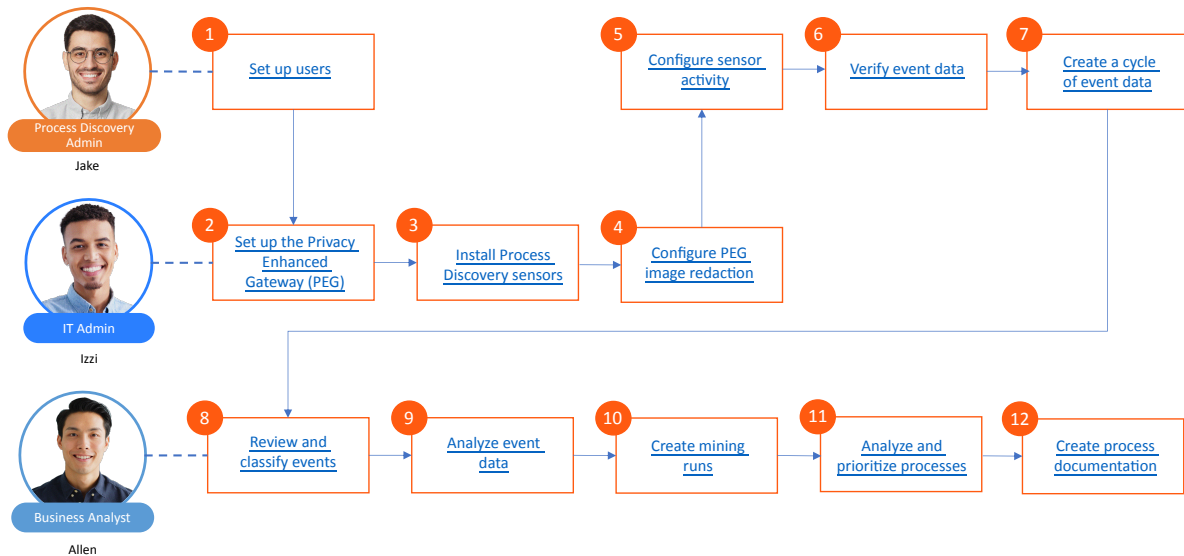 1
Set up users
5
Configure sensor
activity
6
Verify event data
7
Create a cycle
of event data
Process Discovery
Admin
Jake
2
Set up the Privacy
Enhanced
Gateway (PEG)
3
Install Process
Discovery sensors
4
Configure PEG
image redaction
IT Admin
Izzi
8
Review and
classify events
9
Analyze event
data
10
Create mining
runs
11
Analyze and
prioritize processes
12
Create process
documentation
Business Analyst
Allen